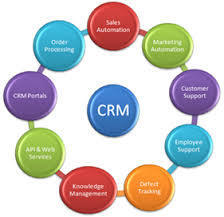 Sales
Automation
Marketing
Automation
Customer
Support
Employee
Support
Defect
Tracking
Knowledge
Management
API & Web
Services
CRM Portals
Order
Processing
CRM